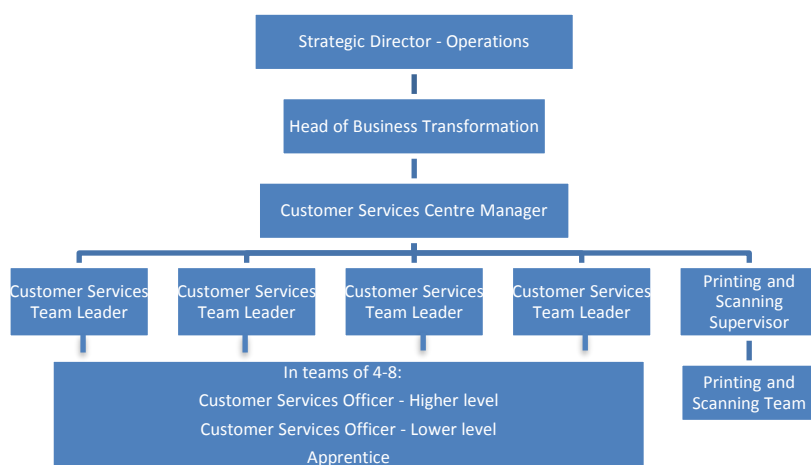 Strategic Director - Operations
Head of Business Transformation
Customer Services Centre Manager
Customer Services
Team Leader
Customer Services
Team Leader
Customer Services
Team Leader
Customer Services
Team Leader
Printing and
Scanning
Supervisor
In teams of 4-8:
Customer Services Officer - Higher level
Customer Services Officer - Lower level
Apprentice
Printing and
Scanning Team